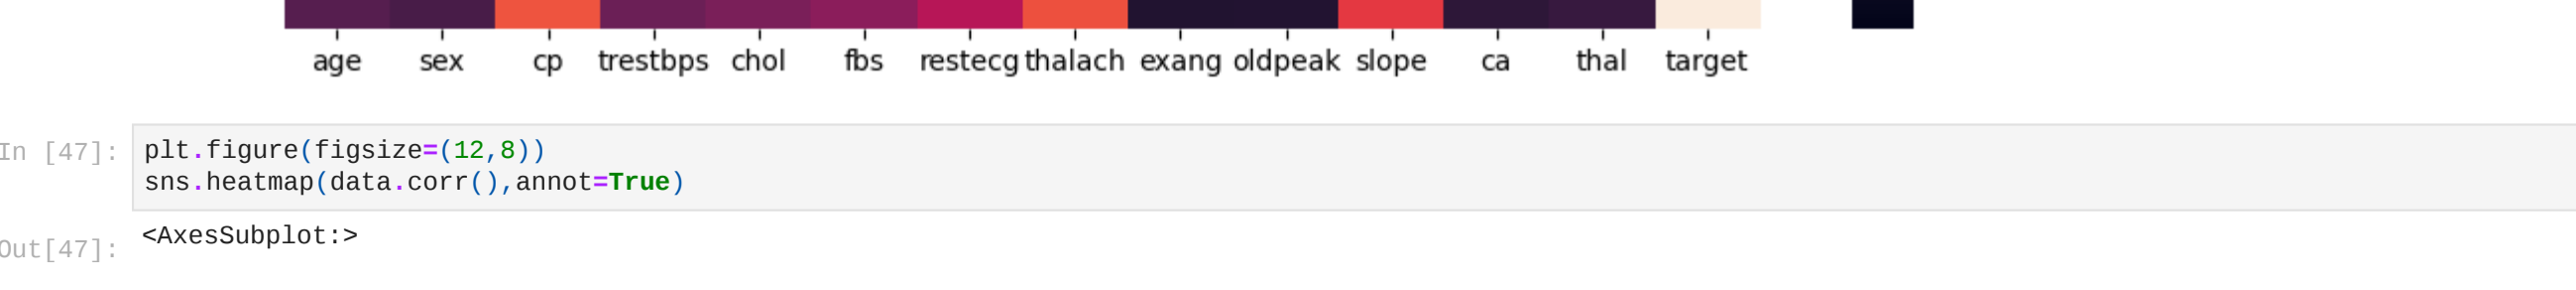 age sex cp trestbps chol fbs restecg thalach exang oldpeak slope ca thal target
In [47]: plt.figure(figsize=(12,8))
sns.heatmap(data.corr(),annot=True)
Out[47]: <AxesSubplot:>